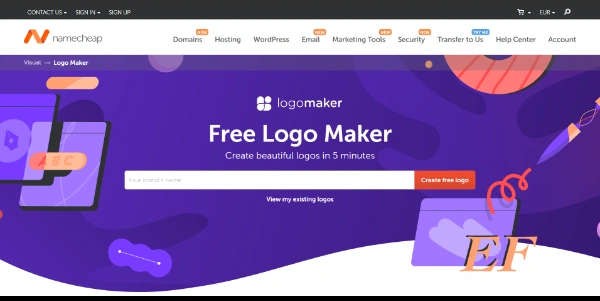 CONTACT US SIGN IN SIGN UP EUR
namecheap
NEW NEW NEW NEW TRY ME
Domains Hosting WordPress Email Marketing Tools Security Transfer to Us Help Center Account
Visual Logo Maker
logomaker
Free Logo Maker
Create beautiful logos in 5 minutes
ABC
Your brand's name Create free logo
View my existing logos
EF